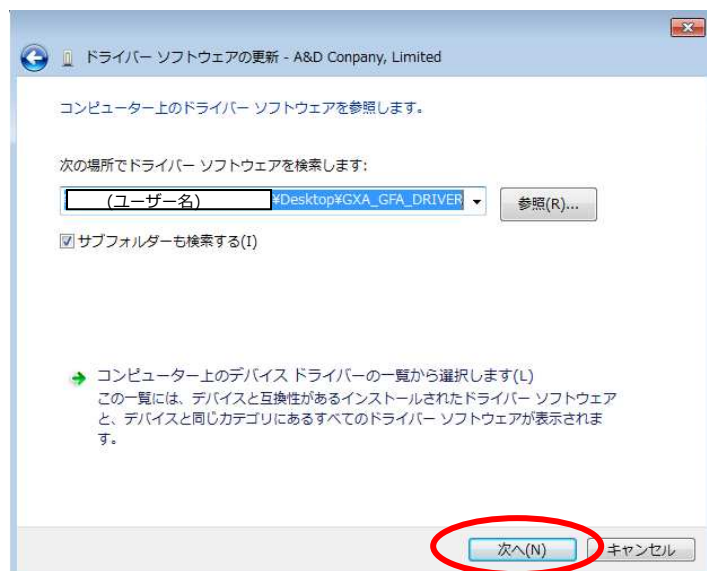 ドライバー ソフトウェアの更新 - A&D Conpany, Limited
コンピューター上のドライバー ソフトウェアを参照します。
次の場所でドライバー ソフトウェアを検索します:
(ユーザー名) ¥Desktop¥GXA_GFA_DRIVER
参照(R)...
サブフォルダーも検索する(I)
コンピューター上のデバイス ドライバーの一覧から選択します(L)
この一覧には、デバイスと互換性があるインストールされたドライバー ソフトウェア
と、デバイスと同じカテゴリにあるすべてのドライバー ソフトウェアが表示されま
す。
次へ(N)
キャンセル